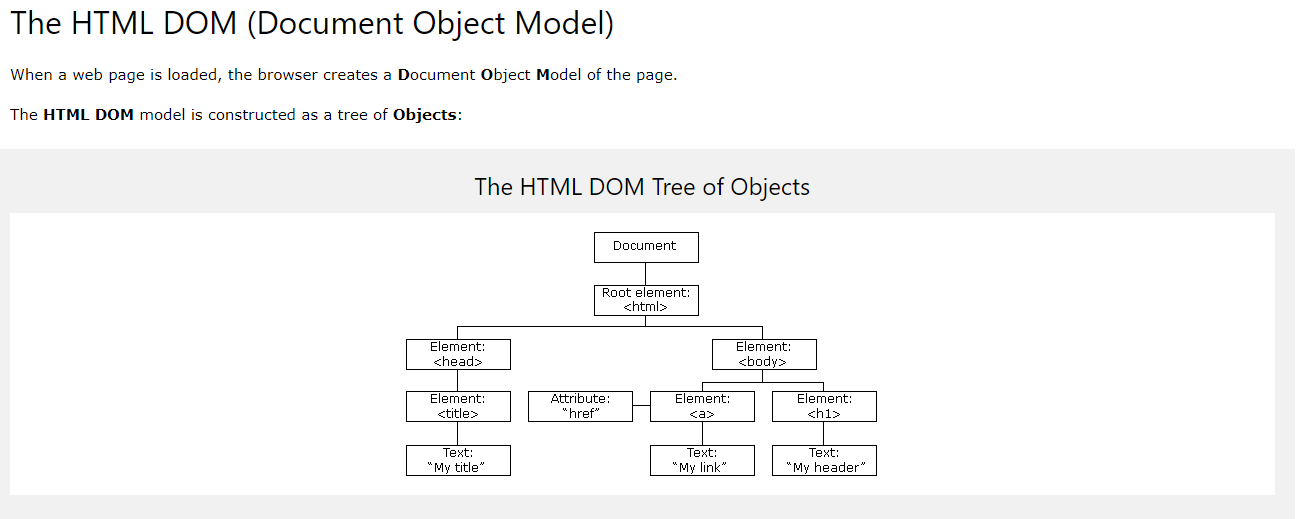 The HTML DOM (Document Object Model)
When a web page is loaded, the browser creates a Document Object Model of the page.
The HTML DOM model is constructed as a tree of Objects:
The HTML DOM Tree of Objects
Document
Root element:
<html>
Element:
<head>
Element:
<body>
Element:
<title>
Attribute:
“href”
Element:
<a>
Element:
<h1>
Text:
“My title”
Text:
“My link”
Text:
“My header”